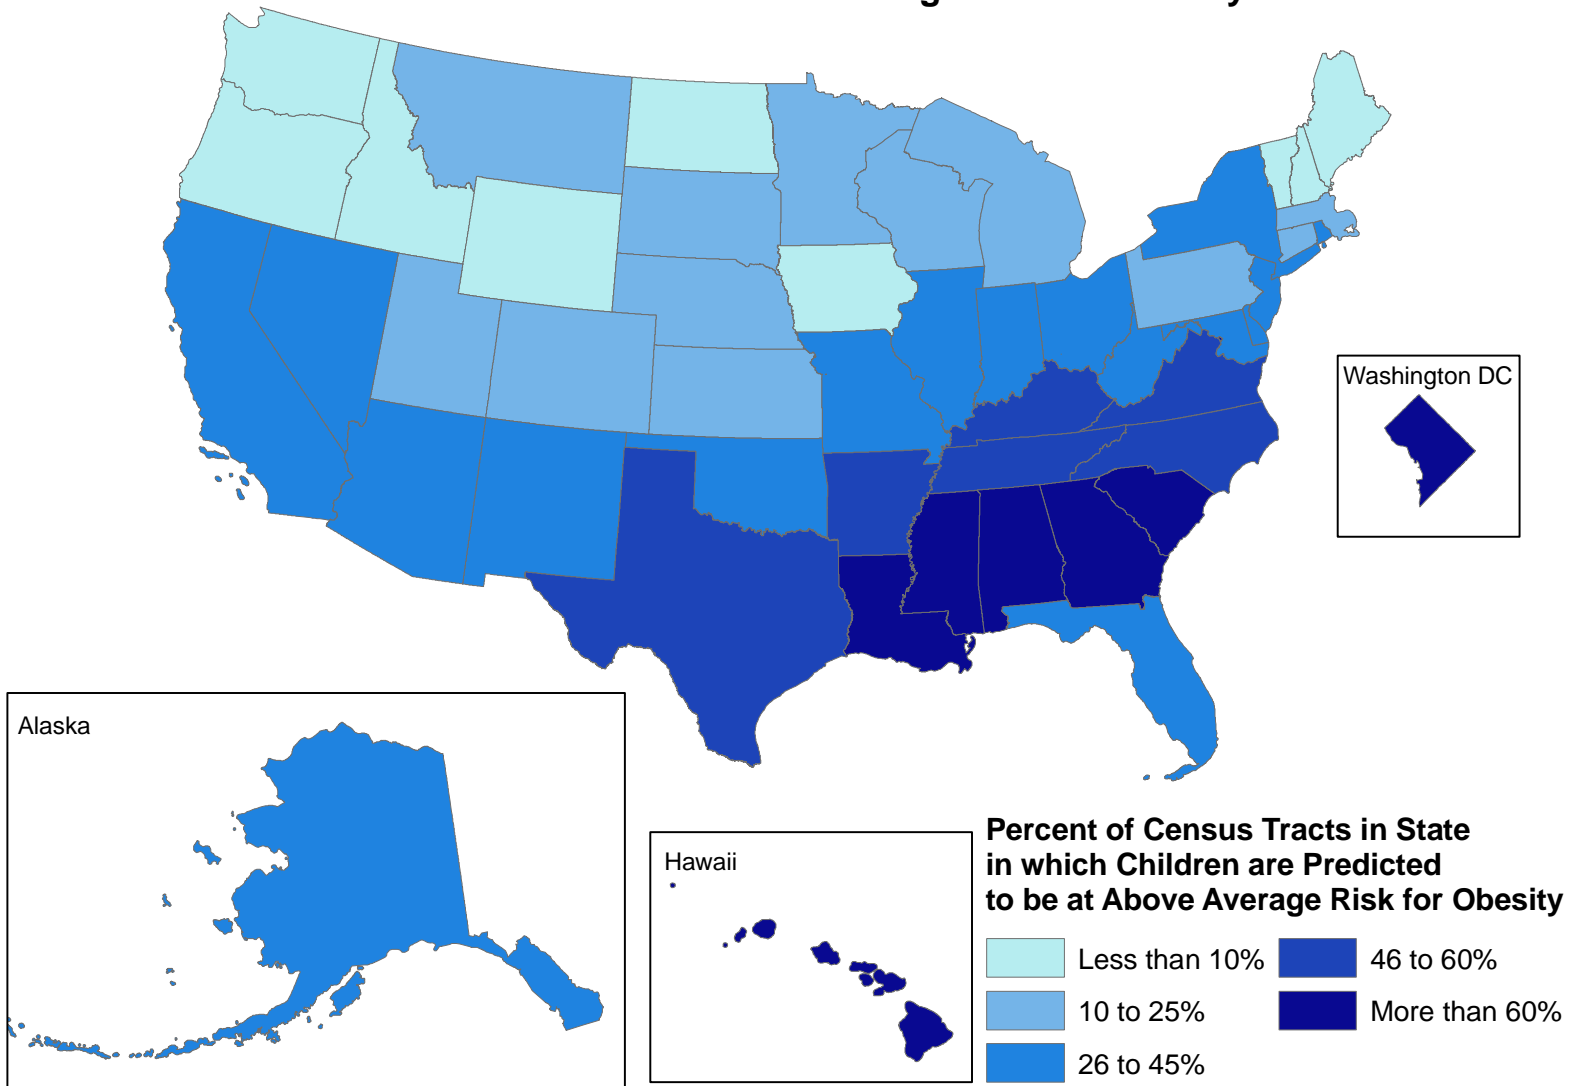 Washington DC
Alaska
Hawaii
Percent of Census Tracts in State
in which Children are Predicted
to be at Above Average Risk for Obesity
Less than 10%
46 to 60%
10 to 25%
More than 60%
26 to 45%